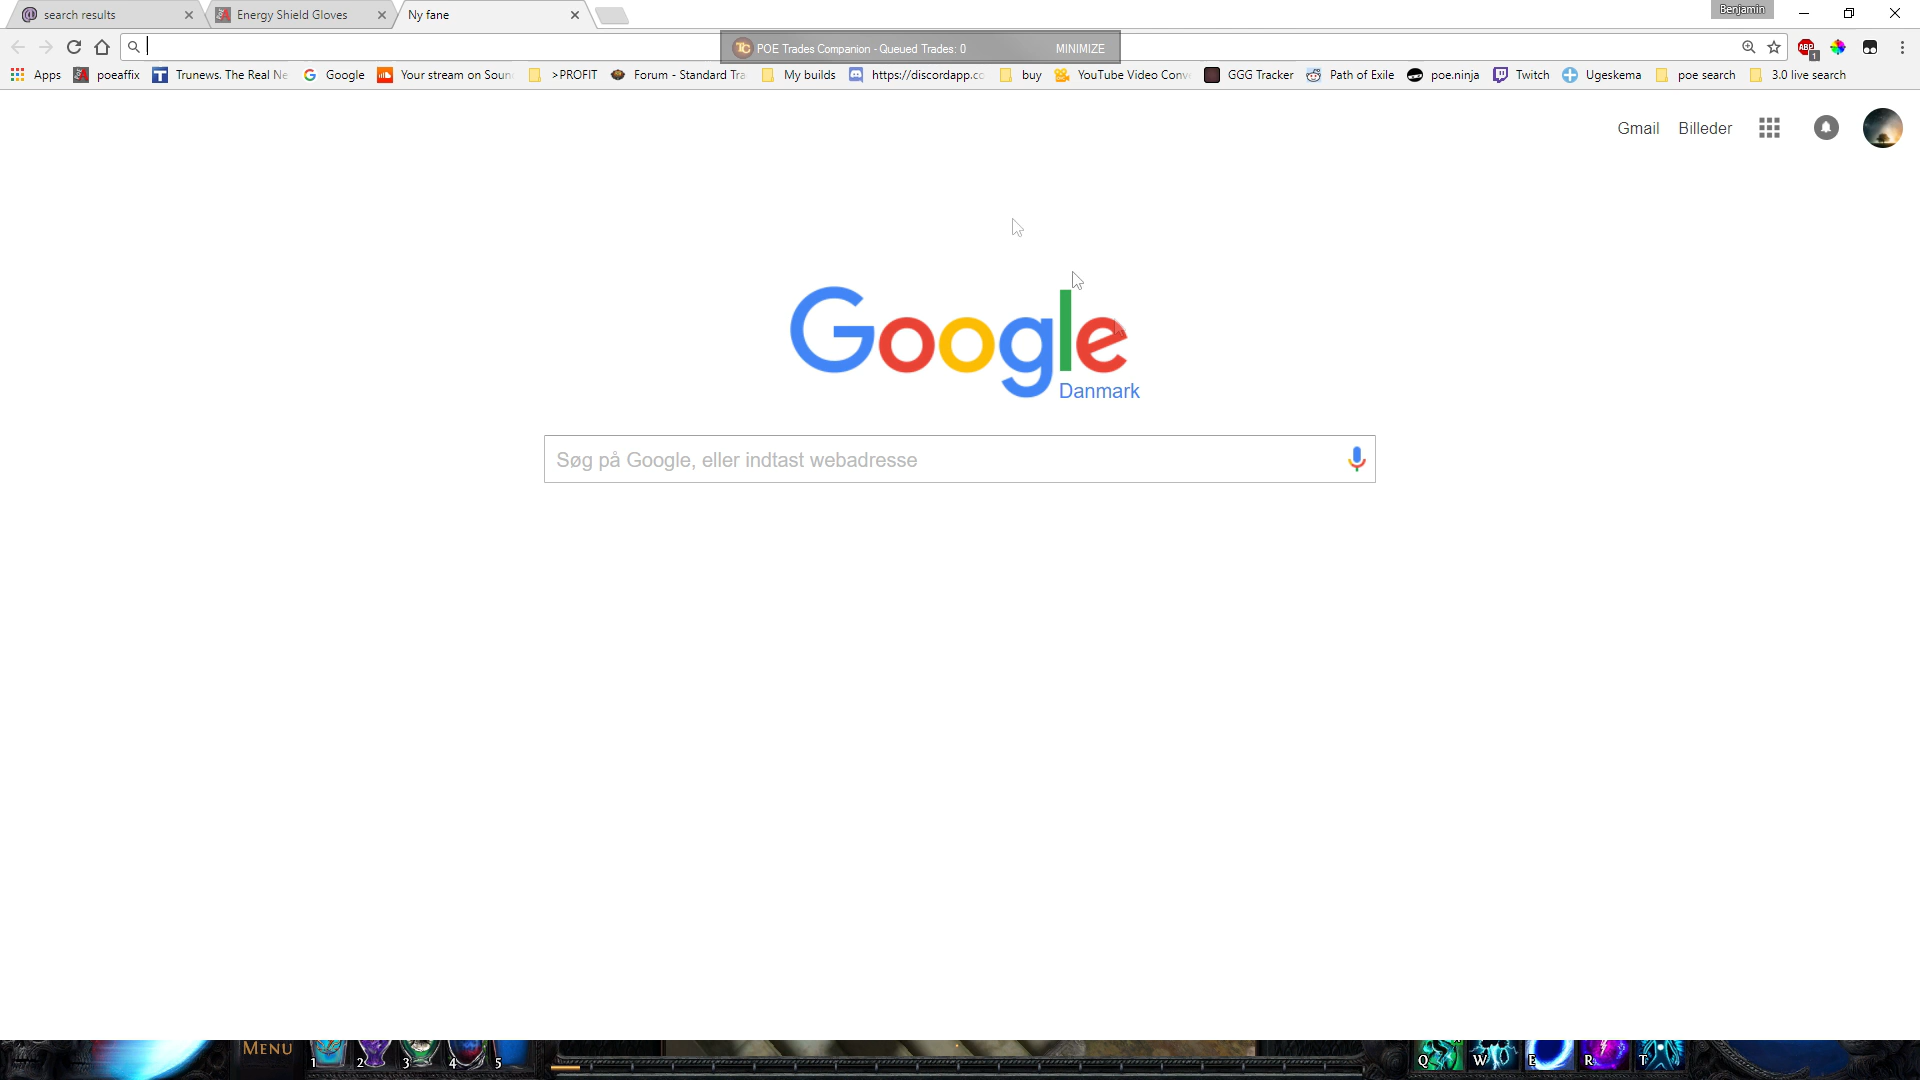 search results
Energy Shield Gloves
Ny fane
Benjamin
POE Trades Companion - Queued Trades: 0
MINIMIZE
ABP
1
Apps
poeaffix
Trunews. The Real Ne
Google
Your stream on Soun
>PROFIT
Forum - Standard Tra
My builds
https://discordapp.co
buy
YouTube Video Conve
GGG Tracker
Path of Exile
poe.ninja
Twitch
Ugeskema
poe search
3.0 live search
Gmail
Billeder
Google
Danmark
Søg på Google, eller indtast webadresse
MENU
1
2
3
4
5
Q
W
E
R
T